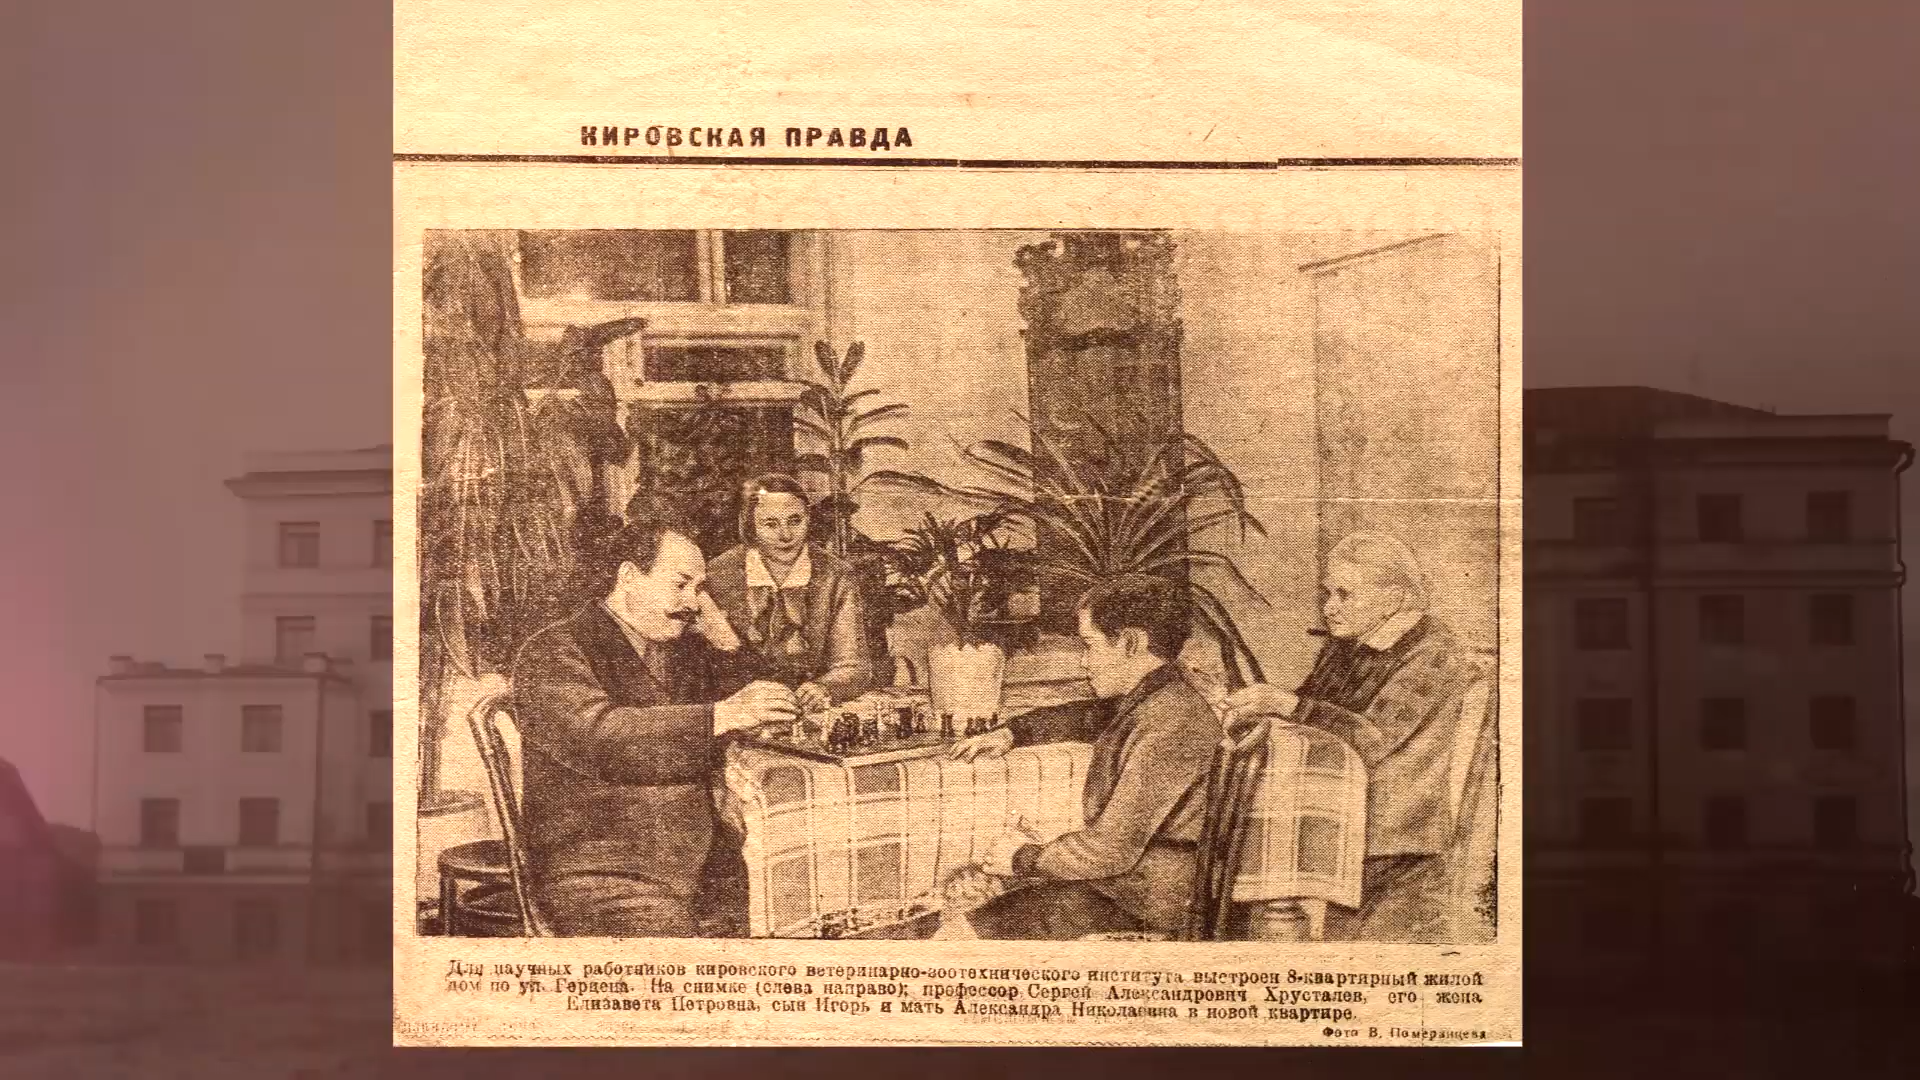 КИРОВСКАЯ ПРАВДА
Для научных работников кировского ветеринарно-зоотехнического института выстроен 8-квартирный жилой
дом по ул. Герцена. На снимке (слева направо): профессор Сергей Александрович Хрусталев, его жена
Елизавета Петровна, сын Игорь и мать Александра Николаевна в новой квартире.
Фото В. Померанцева